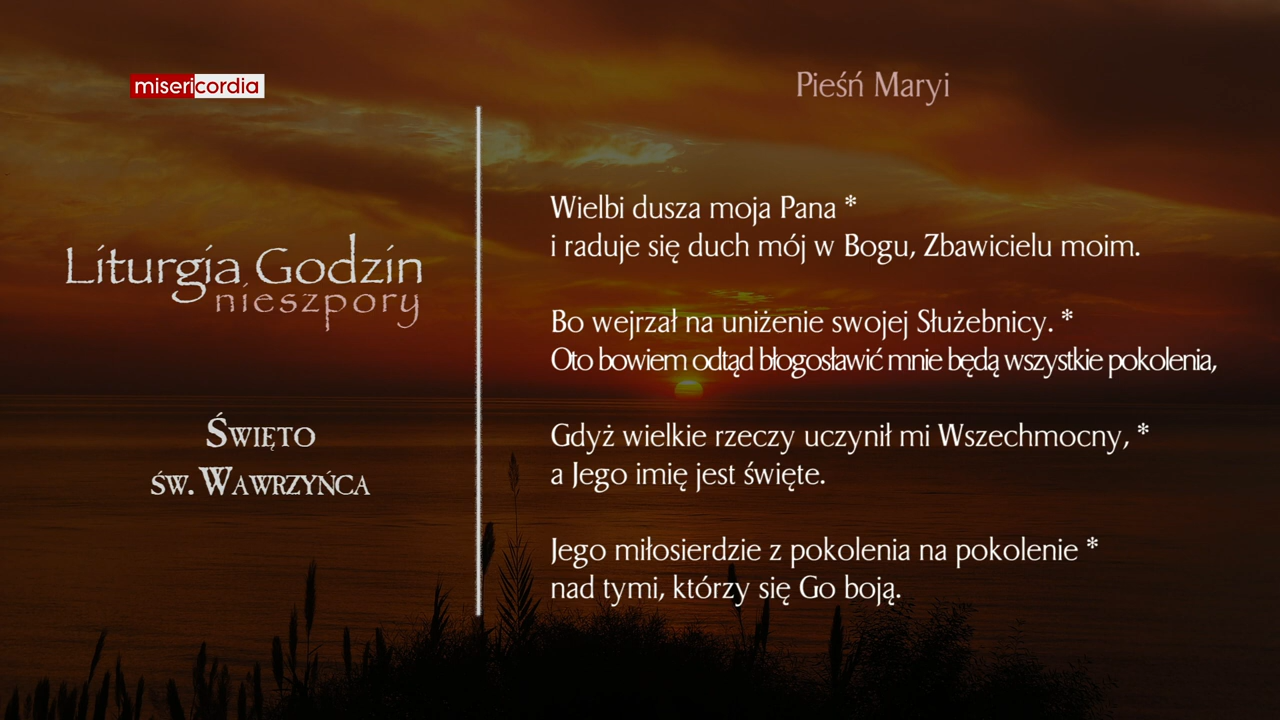 misericordia
Liturgia Godzin
nieszpory
Święto
św. Wawrzyńca
Pieśń Maryi
Wielbi dusza moja Pana *
i raduje się duch mój w Bogu, Zbawicielu moim.
Bo wejrzał na uniżenie swojej Służebnicy. *
Oto bowiem odtąd błogosławić mnie będą wszystkie pokolenia,
Gdyż wielkie rzeczy uczynił mi Wszechmocny, *
a Jego imię jest święte.
Jego miłosierdzie z pokolenia na pokolenie *
nad tymi, którzy się Go boją.